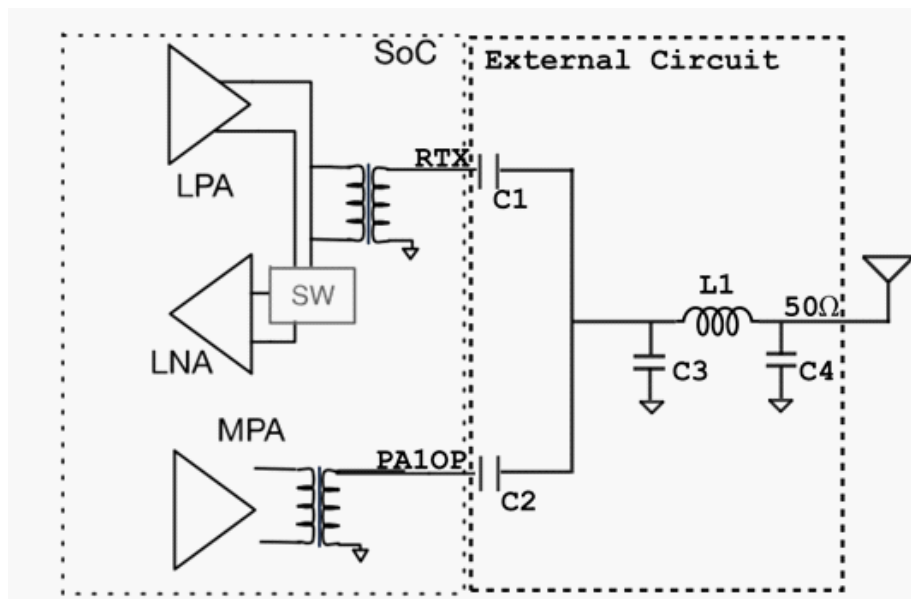 SoC
External Circuit
LPA
RTX
C1
SW
LNA
L1
50Ω
C3
C4
MPA
PA1OP
C2